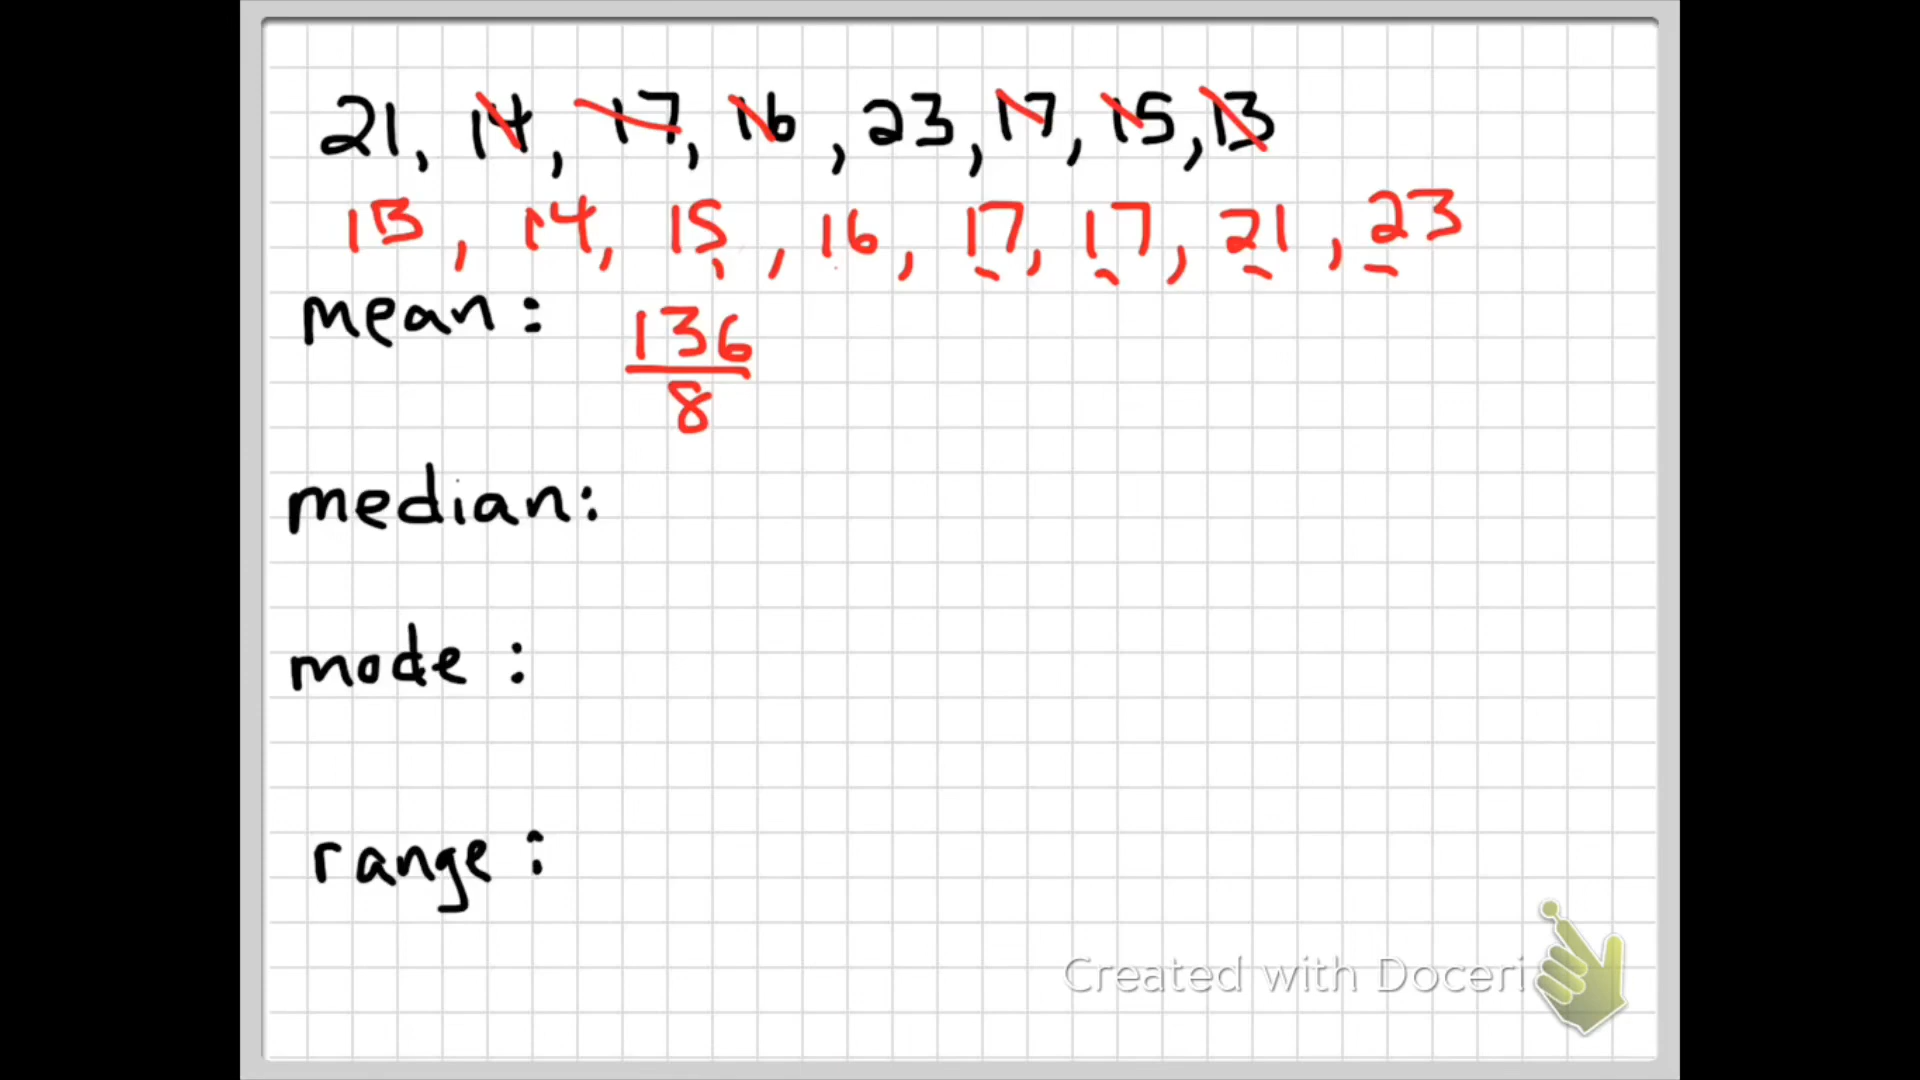 21, 14, 17, 16, 23, 17, 15, 13
13, 14, 15, 16, 17, 17, 21, 23
mean: 136
8
median:
mode :
range :
Created with Doceri